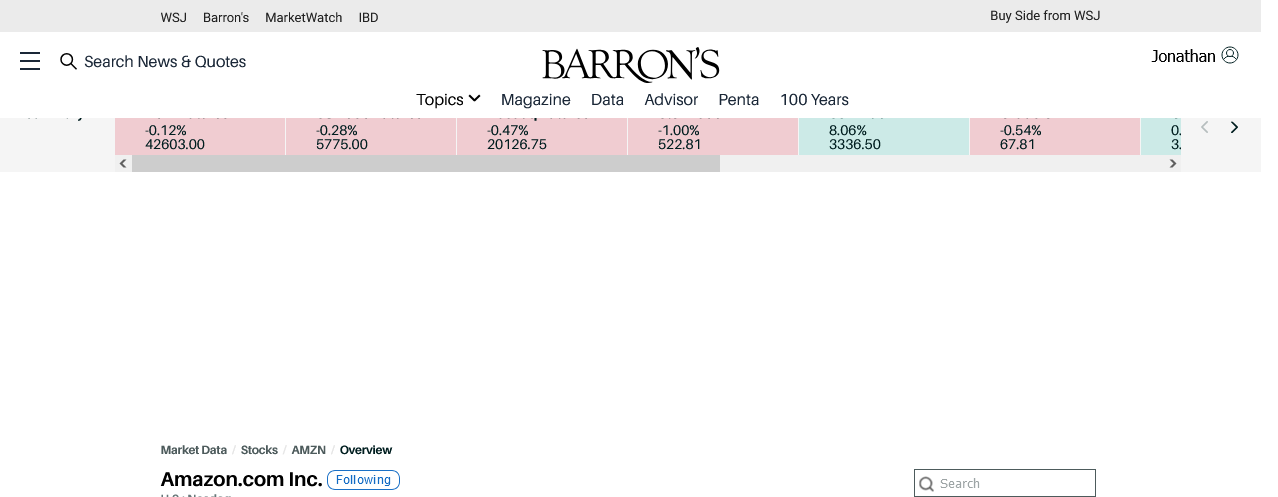 WSJ Barron's MarketWatch IBD Buy Side from WSJ
Search News & Quotes BARRON'S Jonathan
Topics Magazine Data Advisor Penta 100 Years
-0.12% -0.28% -0.47% -1.00% 8.06% -0.54% 0.
42603.00 5775.00 20126.75 522.81 3336.50 67.81 3.
Market Data / Stocks / AMZN / Overview
Amazon.com Inc. Following Search